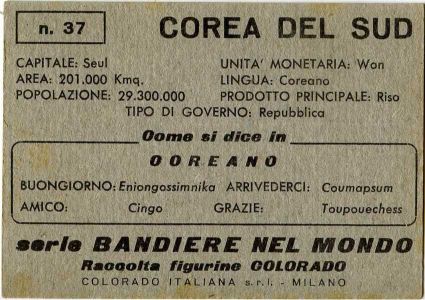 n. 37
COREA DEL SUD
CAPITALE: Seul
UNITA' MONETARIA: Won
AREA: 201.000 Kmq.
LINGUA: Coreano
POPOLAZIONE: 29.300.000
PRODOTTO PRINCIPALE: Riso
TIPO DI GOVERNO: Repubblica
Come si dice in
COREANO
BUONGIORNO: Eniongossimnika ARRIVEDERCI: Coumapsum
AMICO: Cingo GRAZIE: Toupouechess
serie BANDIERE NEL MONDO
Raccolta figurine COLORADO
COLORADO ITALIANA s.r.l. - MILANO